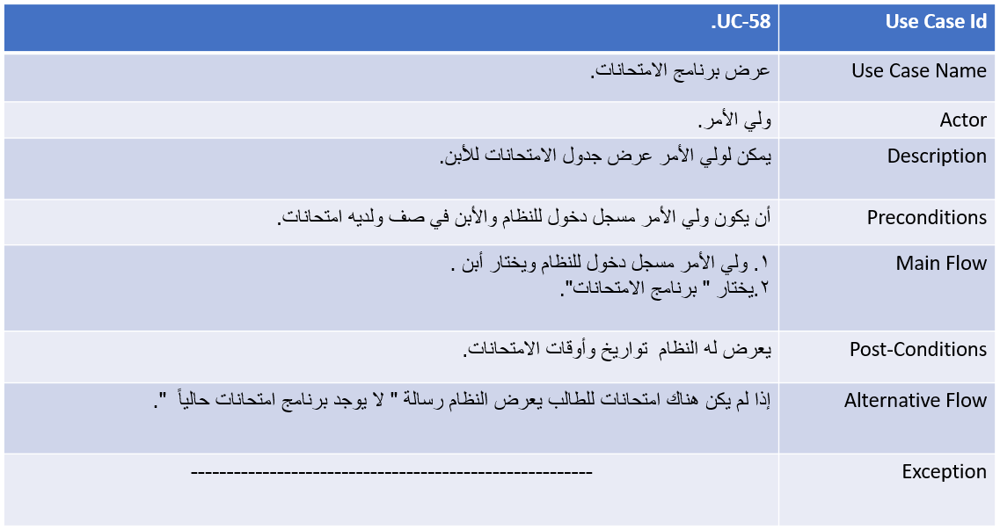 Use Case Id UC-58.
Use Case Name عرض برنامج الامتحانات.
Actor ولي الأمر.
Description يمكن لولي الأمر عرض جدول الامتحانات للأبن.
Preconditions أن يكون ولي الأمر مسجل دخول للنظام والأبن في صف ولديه امتحانات.
Main Flow ١. ولي الأمر مسجل دخول للنظام ويختار أبن .
٢.يختار " برنامج الامتحانات".
Post-Conditions يعرض له النظام تواريخ وأوقات الامتحانات.
Alternative Flow إذا لم يكن هناك امتحانات للطالب يعرض النظام رسالة " لا يوجد برنامج امتحانات حالياً ".
Exception --------------------------------------------------------